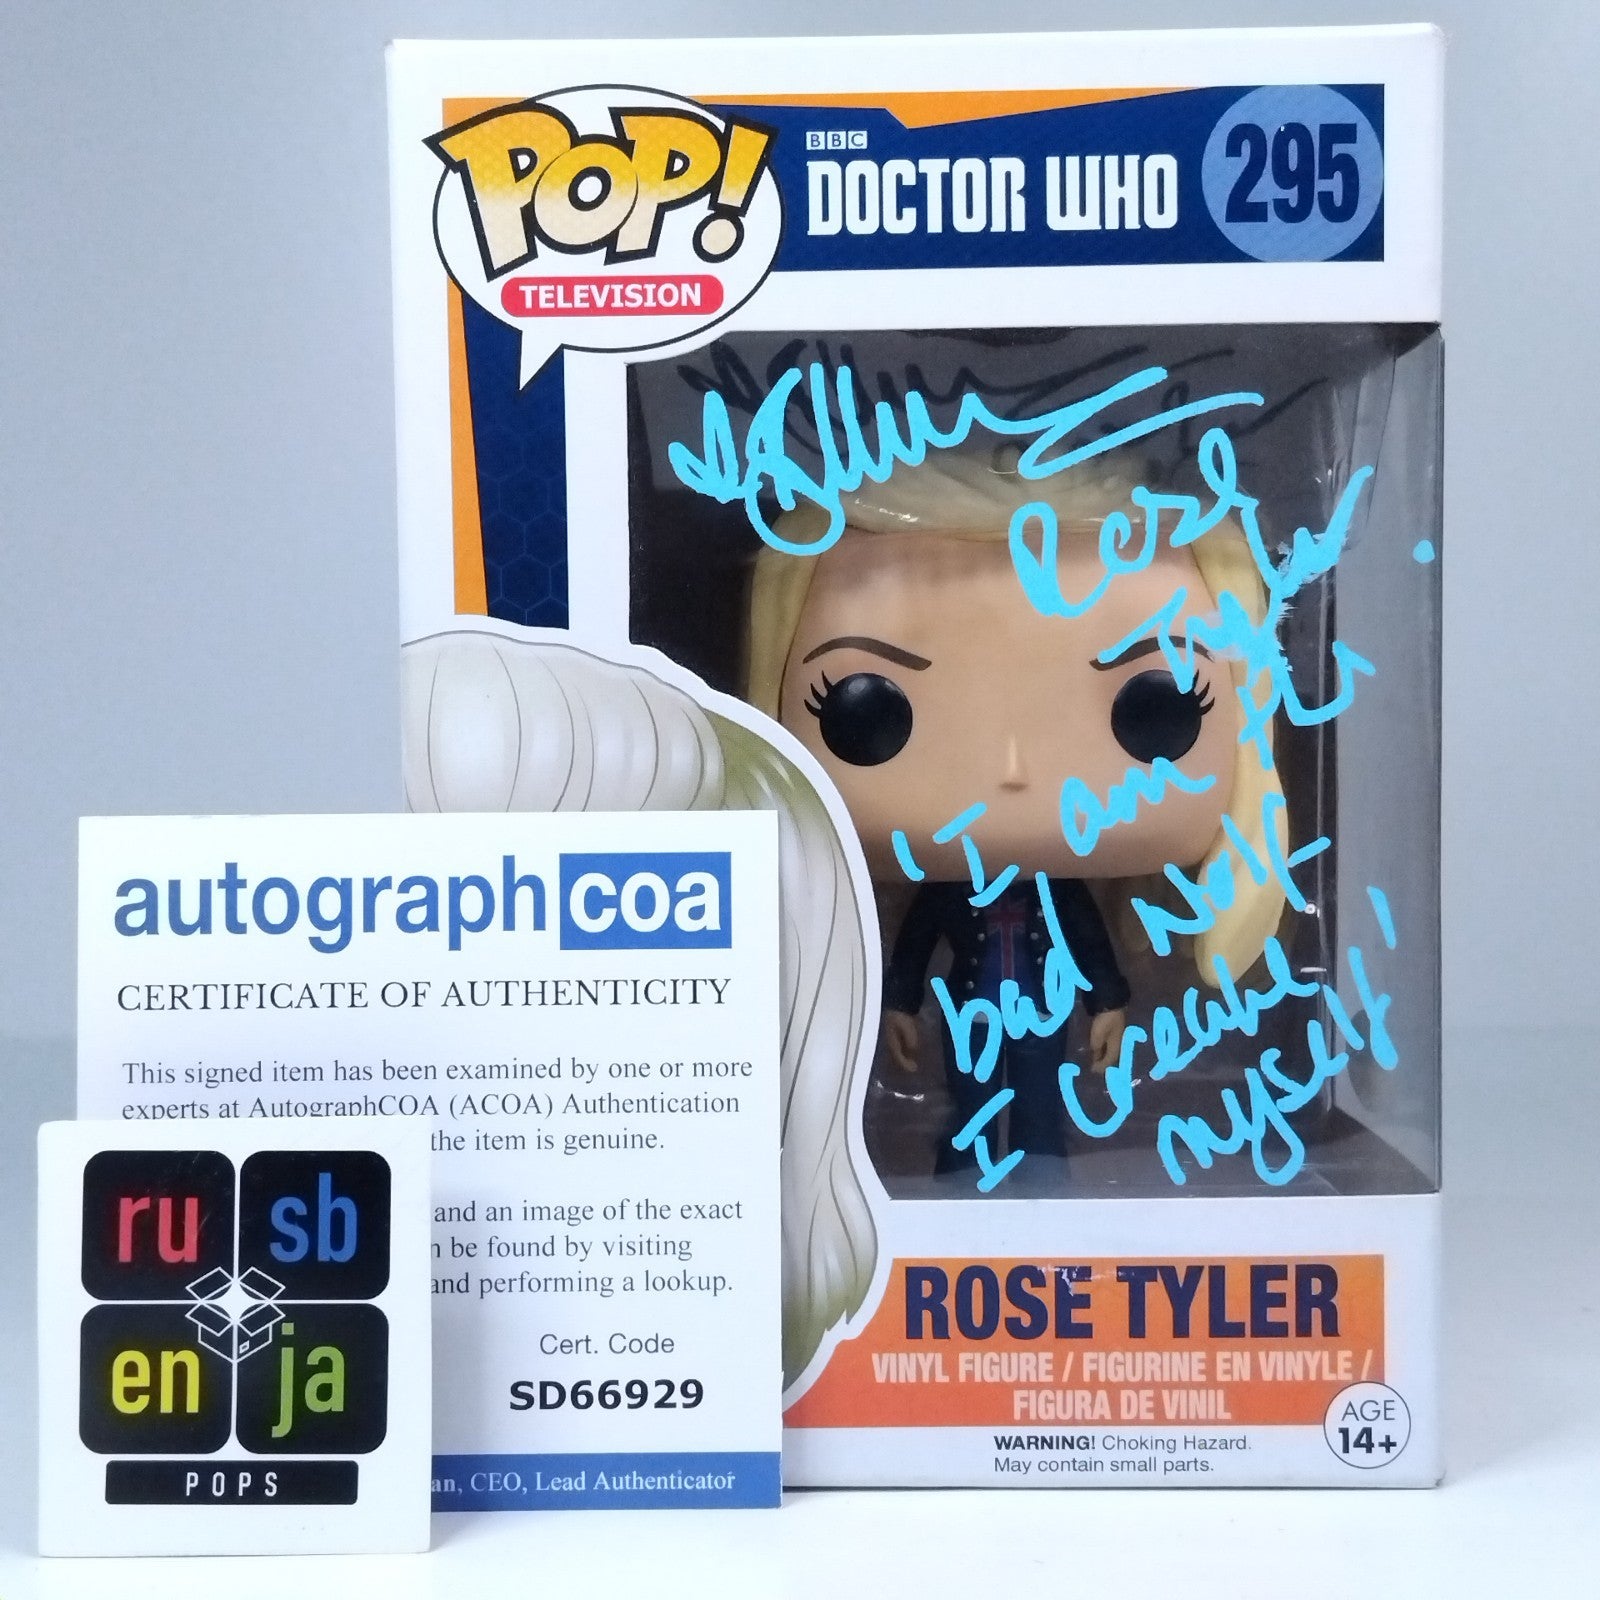 POP!
TELEVISION
BBC
DOCTOR WHO
295
Rose
Tyler
'I am
bad Wolf
I create
myself'
autograph coa
CERTIFICATE OF AUTHENTICITY
This signed item has been examined by one or more
experts at AutographCOA (ACOA) Authentication
the item is genuine.
and an image of the exact
be found by visiting
and performing a lookup.
Cert. Code
SD66929
an, CEO, Lead Authenticator
ru sb
en ja
POPS
ROSE TYLER
VINYL FIGURE / FIGURINE EN VINYLE /
FIGURA DE VINIL
WARNING! Choking Hazard.
May contain small parts.
AGE
14+